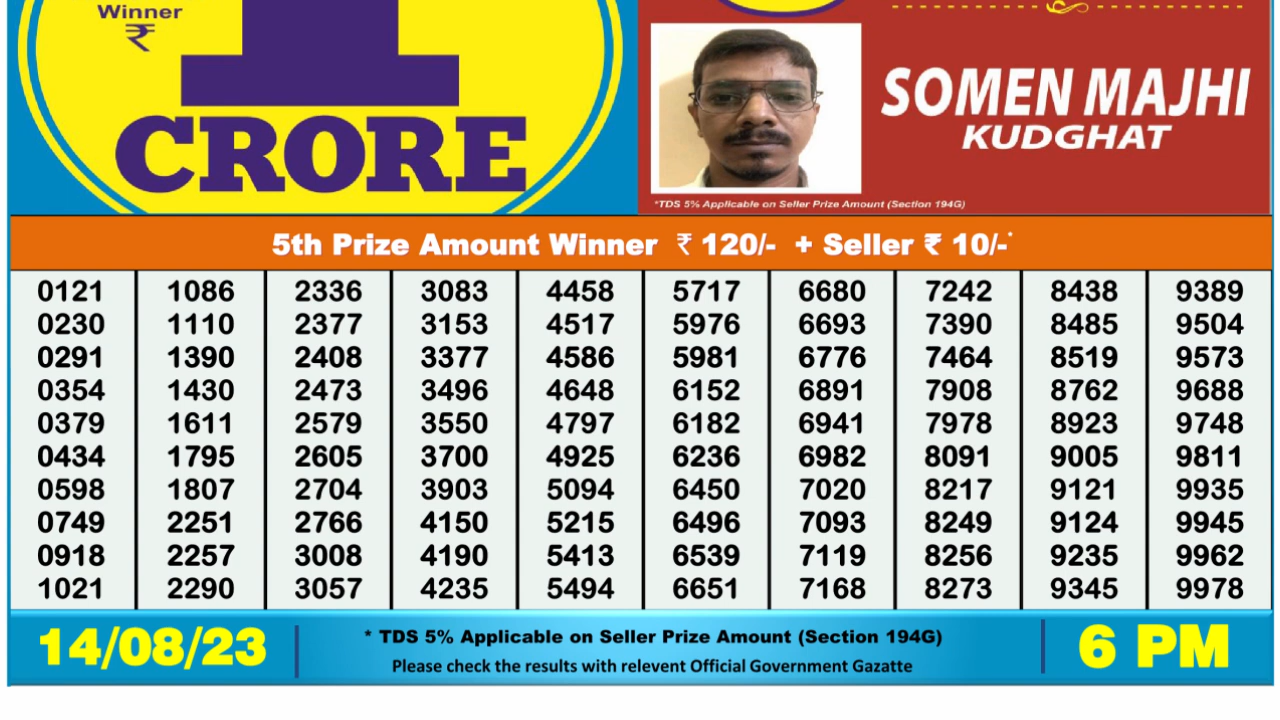 Winner
₹
1
CRORE
SOMEN MAJHI
KUDGHAT
*TDS 5% Applicable on Seller Prize Amount (Section 194G)
5th Prize Amount Winner ₹ 120/- + Seller ₹ 10/-*
0121 1086 2336 3083 4458 5717 6680 7242 8438 9389
0230 1110 2377 3153 4517 5976 6693 7390 8485 9504
0291 1390 2408 3377 4586 5981 6776 7464 8519 9573
0354 1430 2473 3496 4648 6152 6891 7908 8762 9688
0379 1611 2579 3550 4797 6182 6941 7978 8923 9748
0434 1795 2605 3700 4925 6236 6982 8091 9005 9811
0598 1807 2704 3903 5094 6450 7020 8217 9121 9935
0749 2251 2766 4150 5215 6496 7093 8249 9124 9945
0918 2257 3008 4190 5413 6539 7119 8256 9235 9962
1021 2290 3057 4235 5494 6651 7168 8273 9345 9978
14/08/23
* TDS 5% Applicable on Seller Prize Amount (Section 194G)
Please check the results with relevent Official Government Gazatte
6 PM